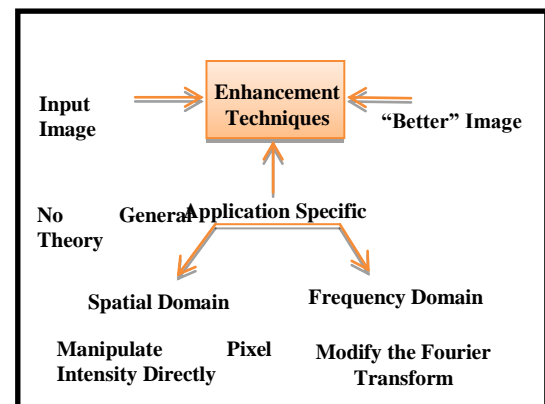 Enhancement
Techniques
Input
Image
“Better” Image
No General
Theory
Application Specific
Spatial Domain
Frequency Domain
Manipulate Pixel
Intensity Directly
Modify the Fourier
Transform